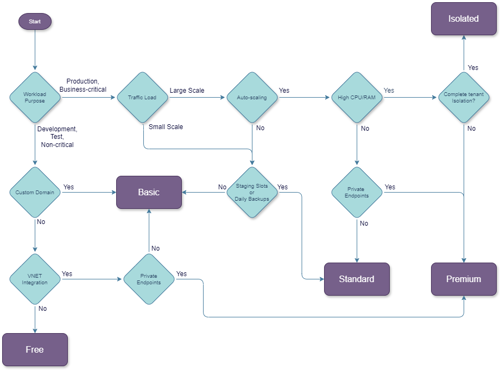 Isolated
Start
Yes
Production,
Business-critical
Large Scale
Workload
Purpose
Traffic Load
Auto-scaling
Yes
High CPU/RAM
Yes
Complete tenant
Isolation?
Development,
Test,
Non-critical
Small Scale
No
No
No
Custom Domain
Yes
Basic
No
Staging Slots
or
Daily Backups
Yes
Private
Endpoints
Yes
No
No
No
VNET
Integration
Yes
Private
Endpoints
Yes
Standard
Premium
No
Free